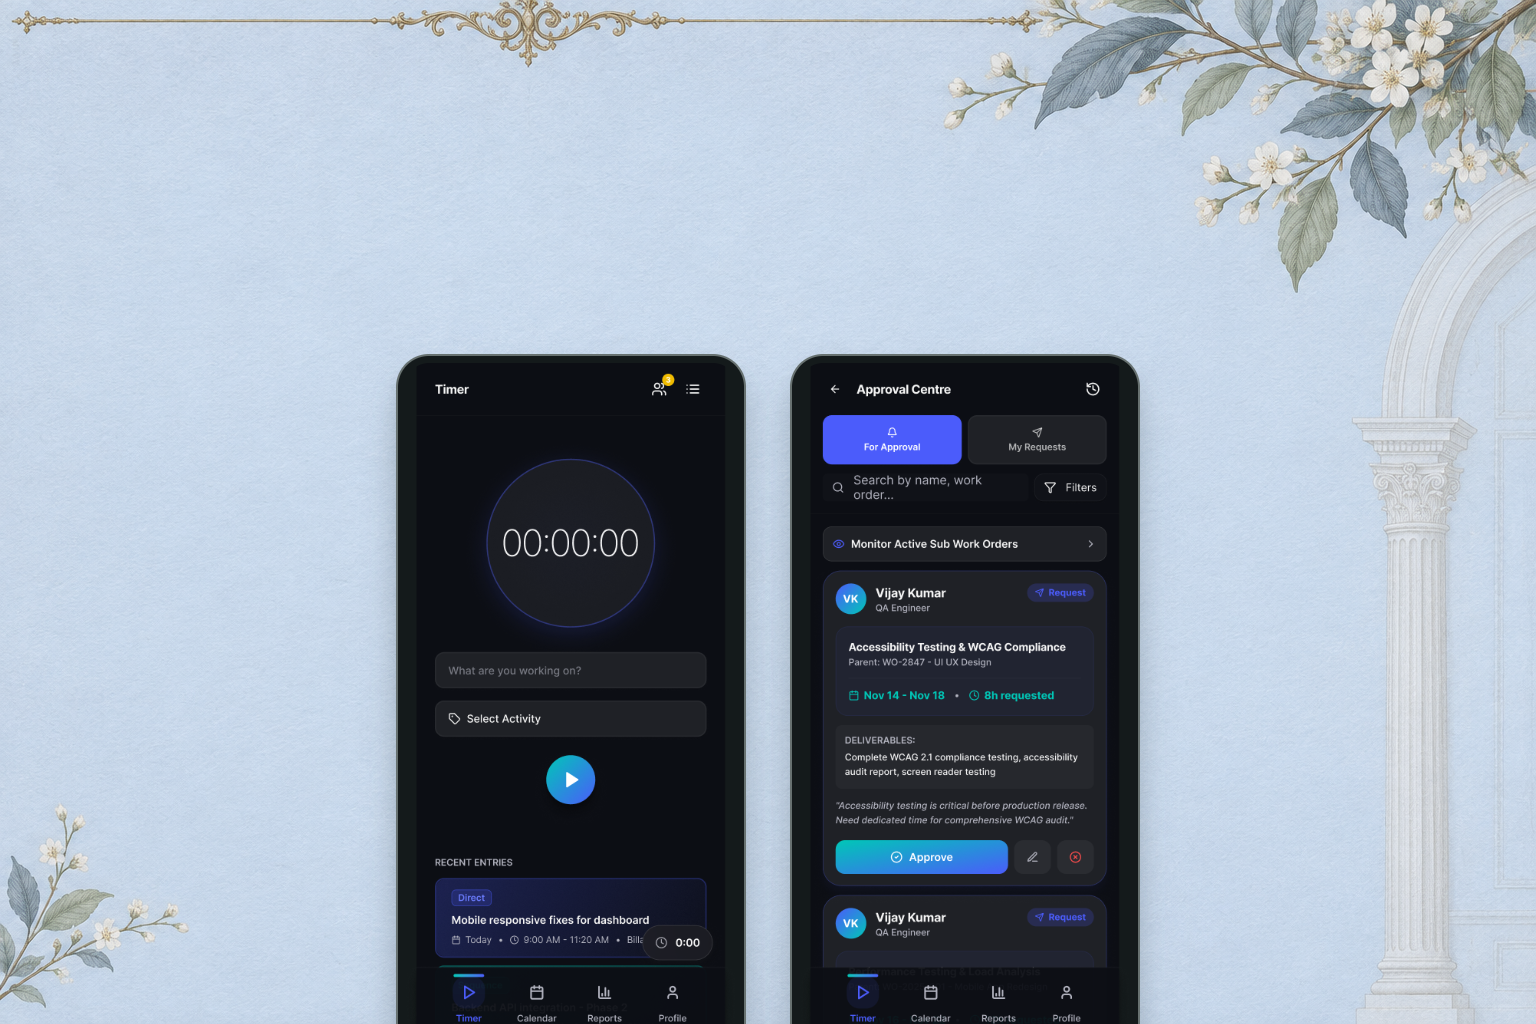 Timer
3
00:00:00
What are you working on?
Select Activity
RECENT ENTRIES
Direct
Mobile responsive fixes for dashboard
Today • 9:00 AM - 11:20 AM •
0:00
Timer
Calendar
Reports
Profile
Approval Centre
For Approval
My Requests
Search by name, work
order...
Filters
Monitor Active Sub Work Orders
VK
Vijay Kumar
QA Engineer
Request
Accessibility Testing & WCAG Compliance
Parent: WO-2847 - UI UX Design
Nov 14 - Nov 18 • 8h requested
DELIVERABLES:
Complete WCAG 2.1 compliance testing, accessibility
audit report, screen reader testing
"Accessibility testing is critical before production release.
Need dedicated time for comprehensive WCAG audit."
Approve
VK
Vijay Kumar
QA Engineer
Request
Testing & Load Analysis
Timer
Calendar
Reports
Profile